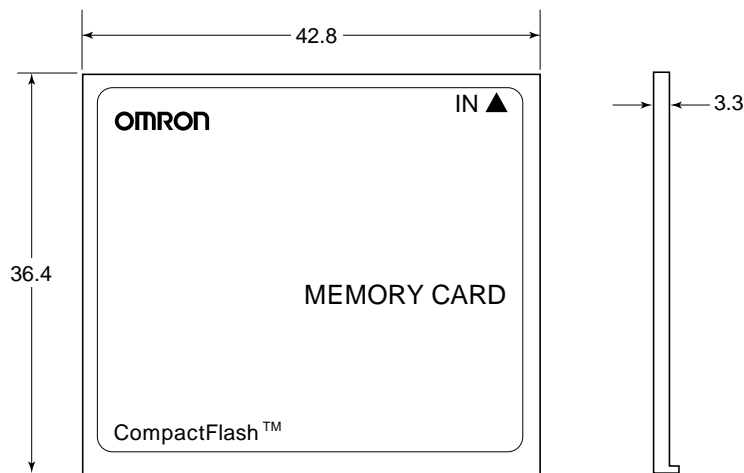 42.8
IN ▲
OMRON
3.3
36.4
MEMORY CARD
CompactFlash™